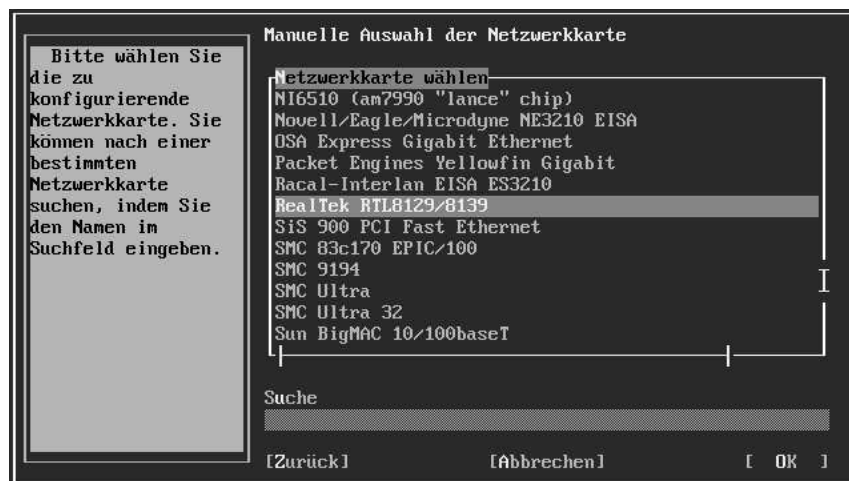 Manuelle Auswahl der Netzwerkkarte
Bitte wählen Sie
die zu
konfigurierende
Netzwerkkarte. Sie
können nach einer
bestimmten
Netzwerkkarte
suchen, indem Sie
den Namen im
Suchfeld eingeben.
Netzwerkkarte wählen
NI6510 (am7990 "lance" chip)
Novell/Eagle/Microdyne NE3210 EISA
OSA Express Gigabit Ethernet
Packet Engines Yellowfin Gigabit
Racal-Interlan EISA ES3210
RealTek RTL8129/8139
SiS 900 PCI Fast Ethernet
SMC 83c170 EPIC/100
SMC 9194
SMC Ultra
SMC Ultra 32
Sun BigMAC 10/100baseT
Suche
[Zurück] [Abbrechen] [ OK ]